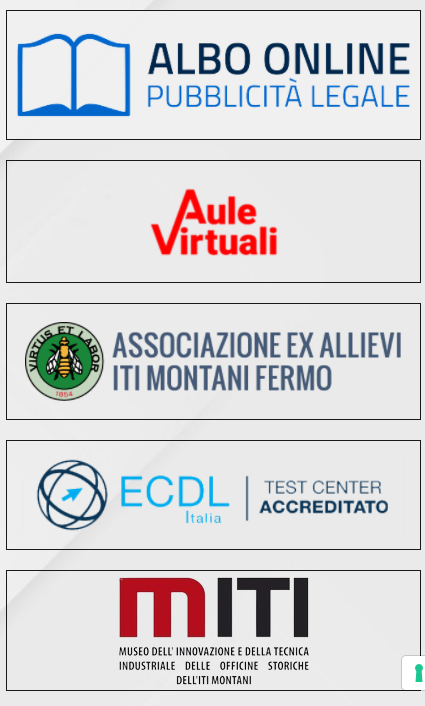 ALBO ONLINE
PUBBLICITÀ LEGALE
Aule
Virtuali
VIRTUS ET LABOR
1854
ASSOCIAZIONE EX ALLIEVI
ITI MONTANI FERMO
ECDL
Italia
TEST CENTER
ACCREDITATO
MITI
MUSEO DELL' INNOVAZIONE E DELLA TECNICA
INDUSTRIALE DELLE OFFICINE STORICHE
DELL'ITI MONTANI